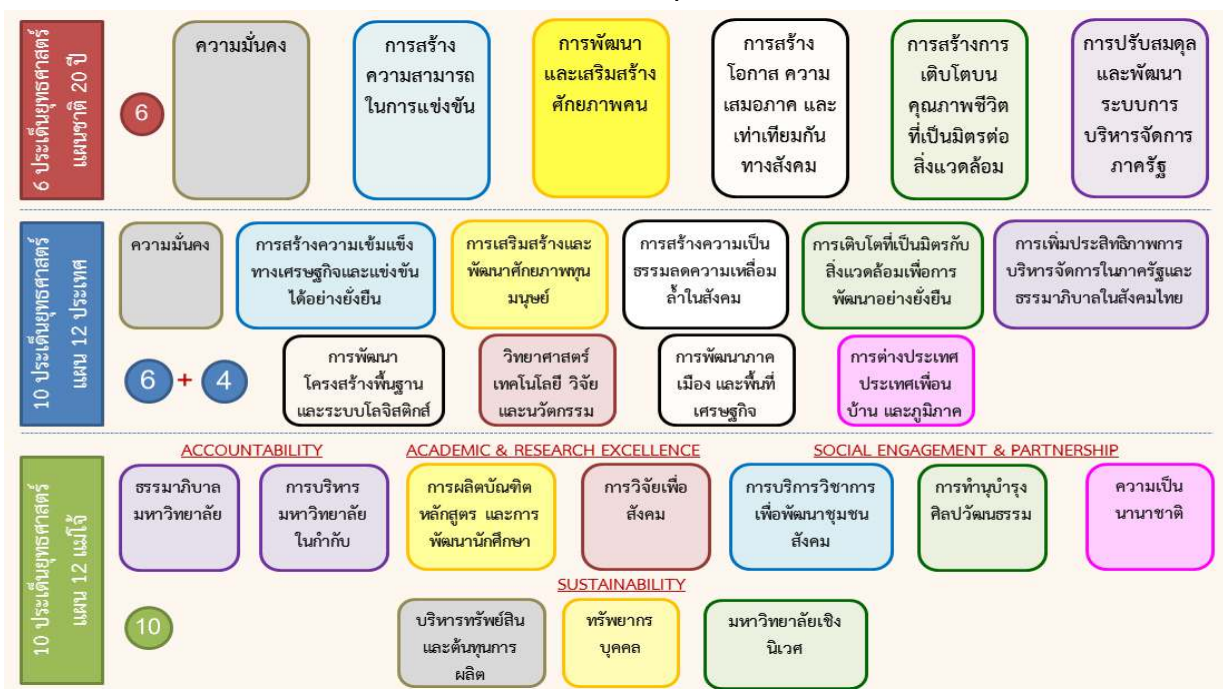 6 ประเด็นยุทธศาสตร์
แผนชาติ 20 ปี
6
ความมั่นคง
การสร้าง
ความสามารถ
ในการแข่งขัน
การพัฒนา
และเสริมสร้าง
ศักยภาพคน
การสร้าง
โอกาส ความ
เสมอภาค และ
เท่าเทียมกัน
ทางสังคม
การสร้างการ
เติบโตบน
คุณภาพชีวิต
ที่เป็นมิตรต่อ
สิ่งแวดล้อม
การปรับสมดุล
และพัฒนา
ระบบการ
บริหารจัดการ
ภาครัฐ
10 ประเด็นยุทธศาสตร์
แผน 12 ประเทศ
ความมั่นคง
การสร้างความเข้มแข็ง
ทางเศรษฐกิจและแข่งขัน
ได้อย่างยั่งยืน
การเสริมสร้างและ
พัฒนาศักยภาพทุน
มนุษย์
การสร้างความเป็น
ธรรมลดความเหลื่อม
ล้ำในสังคม
การเติบโตที่เป็นมิตรกับ
สิ่งแวดล้อมเพื่อการ
พัฒนาอย่างยั่งยืน
การเพิ่มประสิทธิภาพการ
บริหารจัดการในภาครัฐและ
ธรรมาภิบาลในสังคมไทย
6 + 4
การพัฒนา
โครงสร้างพื้นฐาน
และระบบโลจิสติกส์
วิทยาศาสตร์
เทคโนโลยี วิจัย
และนวัตกรรม
การพัฒนาภาค
เมือง และพื้นที่
เศรษฐกิจ
การต่างประเทศ
ประเทศเพื่อน
บ้าน และภูมิภาค
10 ประเด็นยุทธศาสตร์
แผน 12 แม่โจ้
ACCOUNTABILITY
ACADEMIC & RESEARCH EXCELLENCE
SOCIAL ENGAGEMENT & PARTNERSHIP
ธรรมาภิบาล
มหาวิทยาลัย
การบริหาร
มหาวิทยาลัย
ในกำกับ
การผลิตบัณฑิต
หลักสูตร และการ
พัฒนานักศึกษา
การวิจัยเพื่อ
สังคม
การบริการวิชาการ
เพื่อพัฒนาชุมชน
สังคม
การทำนุบำรุง
ศิลปวัฒนธรรม
ความเป็น
นานาชาติ
SUSTAINABILITY
10
บริหารทรัพย์สิน
และต้นทุนการ
ผลิต
ทรัพยากร
บุคคล
มหาวิทยาลัยเชิง
นิเวศ